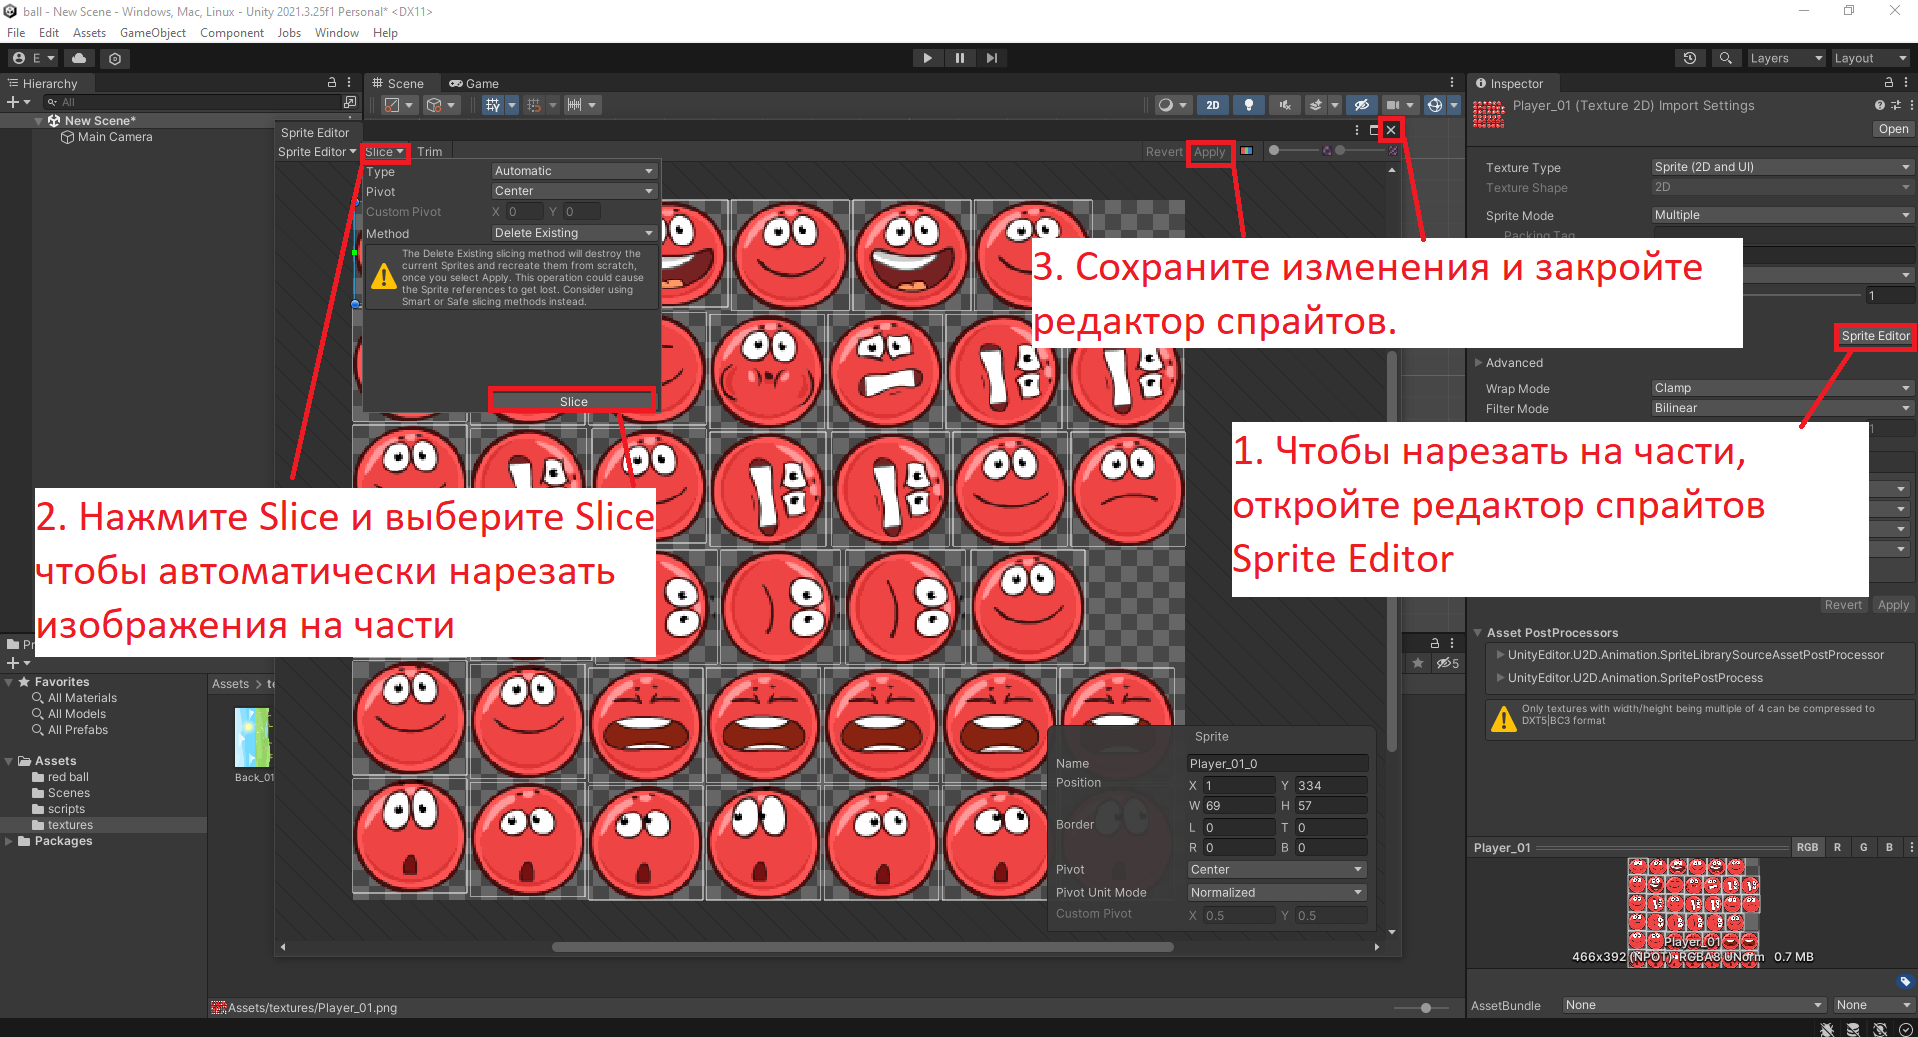 ball - New Scene - Windows, Mac, Linux - Unity 2021.3.25f1 Personal* <DX11>
File Edit Assets GameObject Component Jobs Window Help
E
Layers
Layout
Hierarchy
All
New Scene*
Main Camera
Scene
Game
2D
Sprite Editor
Sprite Editor
Slice
Trim
Revert
Apply
Type
Automatic
Pivot
Center
Custom Pivot
X 0 Y 0
Method
Delete Existing
The Delete Existing slicing method will destroy the
current Sprites and recreate them from scratch,
once you select Apply. This operation could cause
the Sprite references to get lost. Consider using
Smart or Safe slicing methods instead.
Slice
3. Сохраните изменения и закройте
редактор спрайтов.
1. Чтобы нарезать на части,
откройте редактор спрайтов
Sprite Editor
2. Нажмите Slice и выберите Slice
чтобы автоматически нарезать
изображения на части
Inspector
Player_01 (Texture 2D) Import Settings
Open
Texture Type
Sprite (2D and UI)
Texture Shape
2D
Sprite Mode
Multiple
Packing Tag
1
Sprite Editor
Advanced
Wrap Mode
Clamp
Filter Mode
Bilinear
1
Revert
Apply
Asset PostProcessors
UnityEditor.U2D.Animation.SpriteLibrarySourceAssetPostProcessor
UnityEditor.U2D.Animation.SpritePostProcess
Only textures with width/height being multiple of 4 can be compressed to
DXT5|BC3 format
5
Favorites
All Materials
All Models
All Prefabs
Assets
red ball
Scenes
scripts
textures
Packages
Assets > te
Back_01
Sprite
Name
Player_01_0
Position
X 1 Y 334
W 69 H 57
Border
L 0 T 0
R 0 B 0
Pivot
Center
Pivot Unit Mode
Normalized
Custom Pivot
X 0.5 Y 0.5
Assets/textures/Player_01.png
Player_01
RGB R G B
Player_01
466x392 (NPOT) RGBA8 UNorm 0.7 MB
AssetBundle
None
None